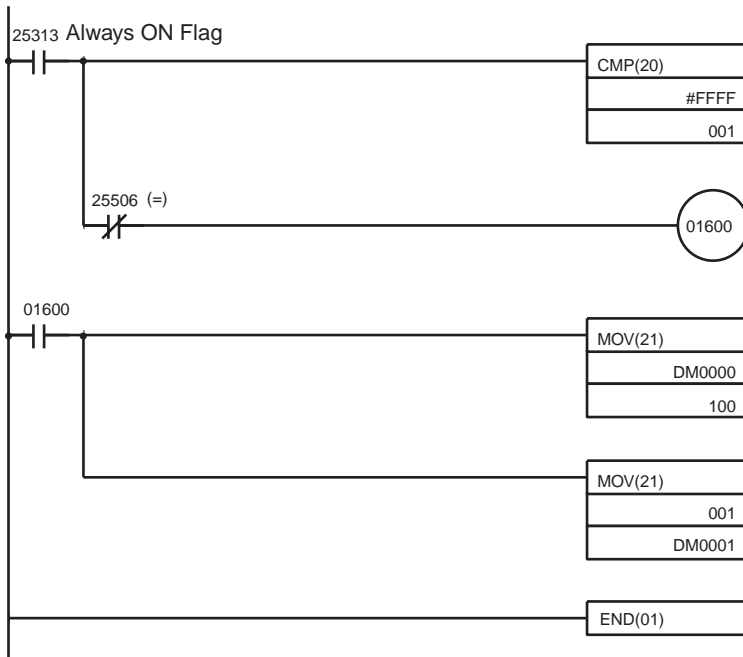 25313 Always ON Flag
CMP(20)
#FFFF
001
25506 (=)
01600
01600
MOV(21)
DM0000
100
MOV(21)
001
DM0001
END(01)